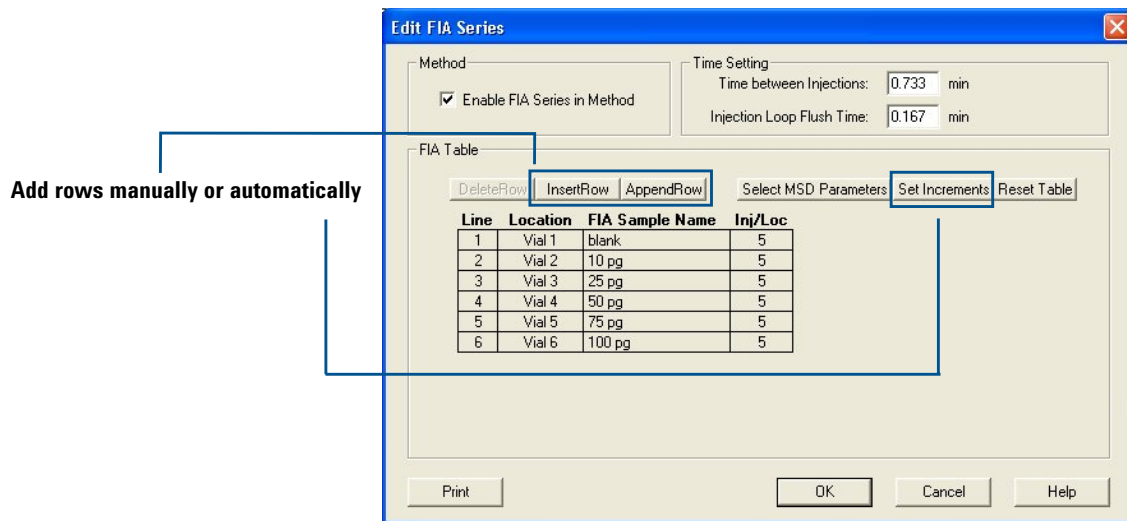 Edit FIA Series
Method
Enable FIA Series in Method
Time Setting
Time between Injections: 0.733 min
Injection Loop Flush Time: 0.167 min
Add rows manually or automatically
FIA Table
DeleteRow InsertRow AppendRow Select MSD Parameters Set Increments Reset Table
Line Location FIA Sample Name Inj/Loc
1 Vial 1 blank 5
2 Vial 2 10 pg 5
3 Vial 3 25 pg 5
4 Vial 4 50 pg 5
5 Vial 5 75 pg 5
6 Vial 6 100 pg 5
Print OK Cancel Help